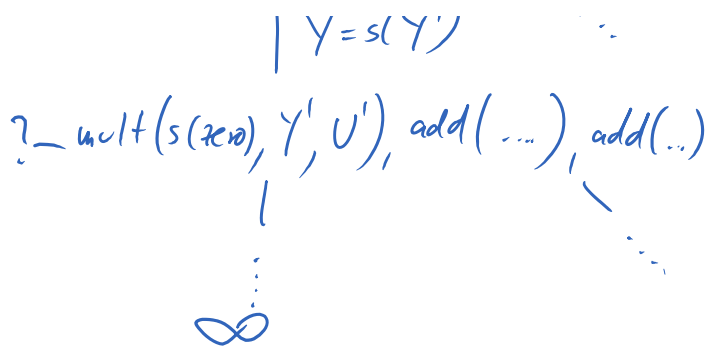 Y = s(Y')
?- mult(s(zero), Y', U'), add(....), add(..)
∞